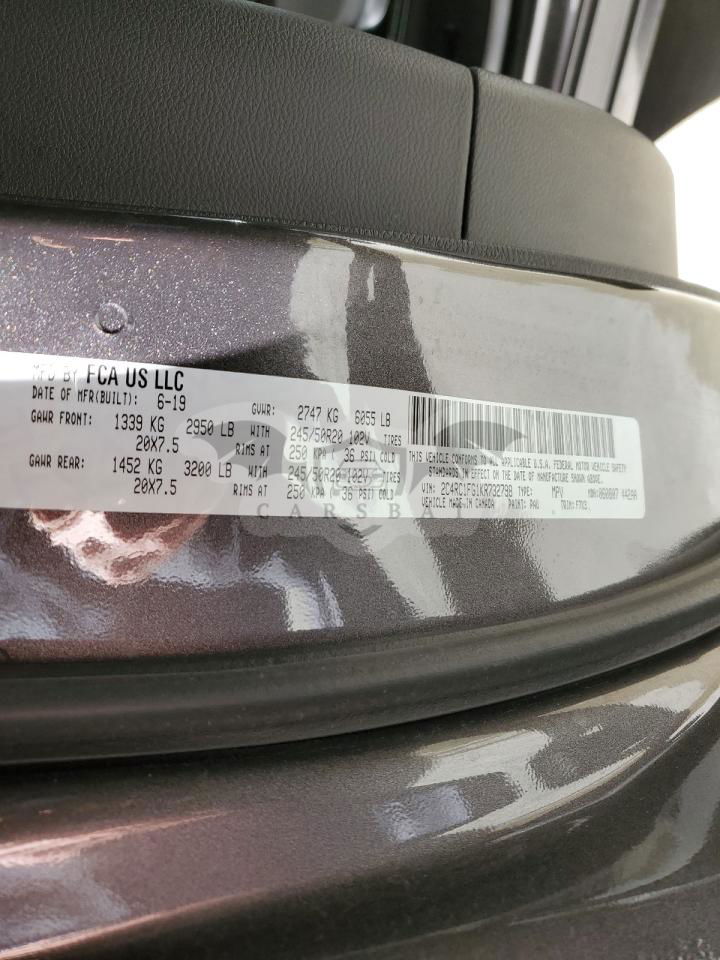 MFD BY FCA US LLC
DATE OF MFR(BUILT): 6-19 GVWR: 2747 KG 6055 LB
GAWR FRONT: 1339 KG 2950 LB WITH 245/50R20 102V TIRES
20X7.5 RIMS AT 250 KPA ( 36 PSI) COLD
GAWR REAR: 1452 KG 3200 LB WITH 245/50R20 102V TIRES
20X7.5 RIMS AT 250 KPA ( 36 PSI) COLD
THIS VEHICLE CONFORMS TO ALL APPLICABLE U.S.A. FEDERAL MOTOR VEHICLE SAFETY
STANDARDS IN EFFECT ON THE DATE OF MANUFACTURE SHOWN ABOVE.
VIN: 2C4RC1FG1KR792798 TYPE: MPV MDH:
VEHICLE MADE IN CANADA PAINT: PAU TRIM:
CARSBAT